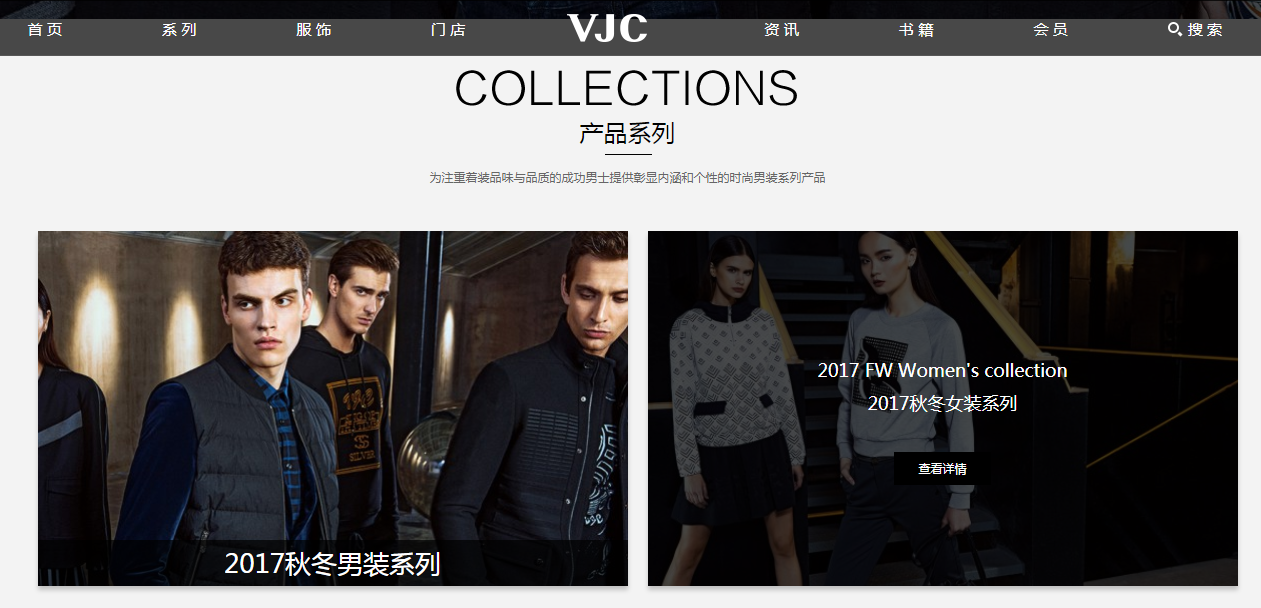 首页 系列 服饰 门店 VJC 资讯 书籍 会员 搜索
COLLECTIONS
产品系列
为注重着装品味与品质的成功男士提供彰显内涵和个性的时尚男装系列产品
2017秋冬男装系列
2017 FW Women's collection
2017秋冬女装系列
查看详情